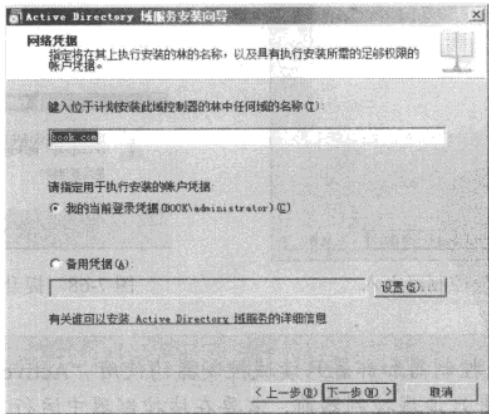 Active Directory 域服务安装向导
网络凭据
指定将在其上执行安装的林的名称，以及具有执行安装所需的足够权限的
帐户凭据。
键入位于计划安装此域控制器的林中任何域的名称(T):
book.com
请指定用于执行安装的帐户凭据:
我的当前登录凭据(BOOK\administrator)(C)
备用凭据(A):
设置(S)...
有关谁可以安装 Active Directory 域服务的详细信息
<上一步(B)
下一步(N)>
取消